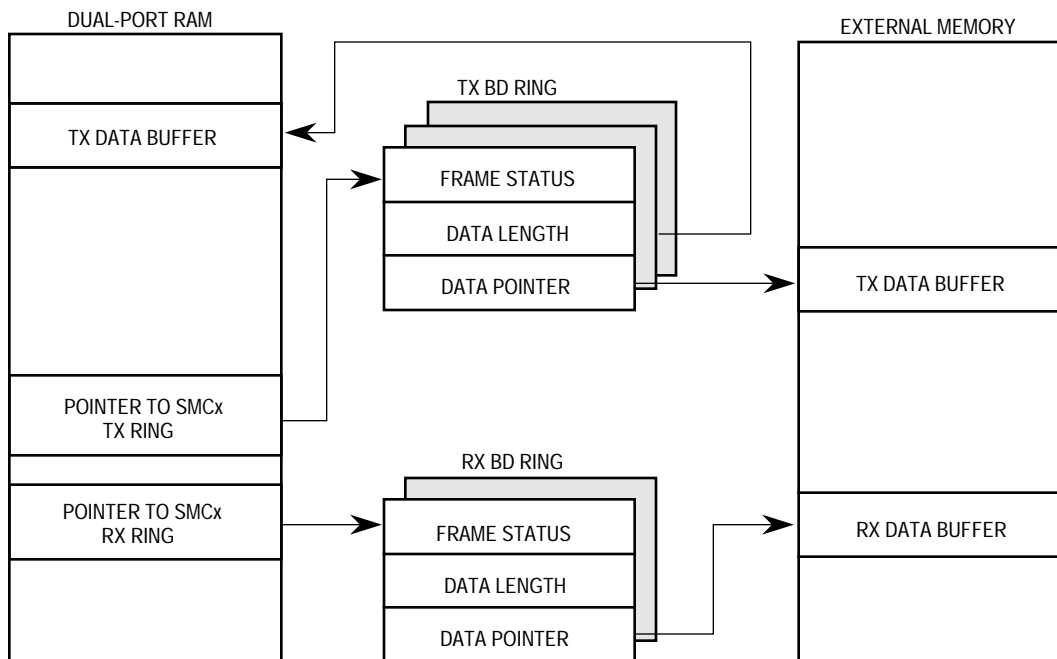 DUAL-PORT RAM
EXTERNAL MEMORY
TX BD RING
TX DATA BUFFER
FRAME STATUS
DATA LENGTH
DATA POINTER
TX DATA BUFFER
POINTER TO SMCx
TX RING
RX BD RING
POINTER TO SMCx
RX RING
FRAME STATUS
DATA LENGTH
DATA POINTER
RX DATA BUFFER